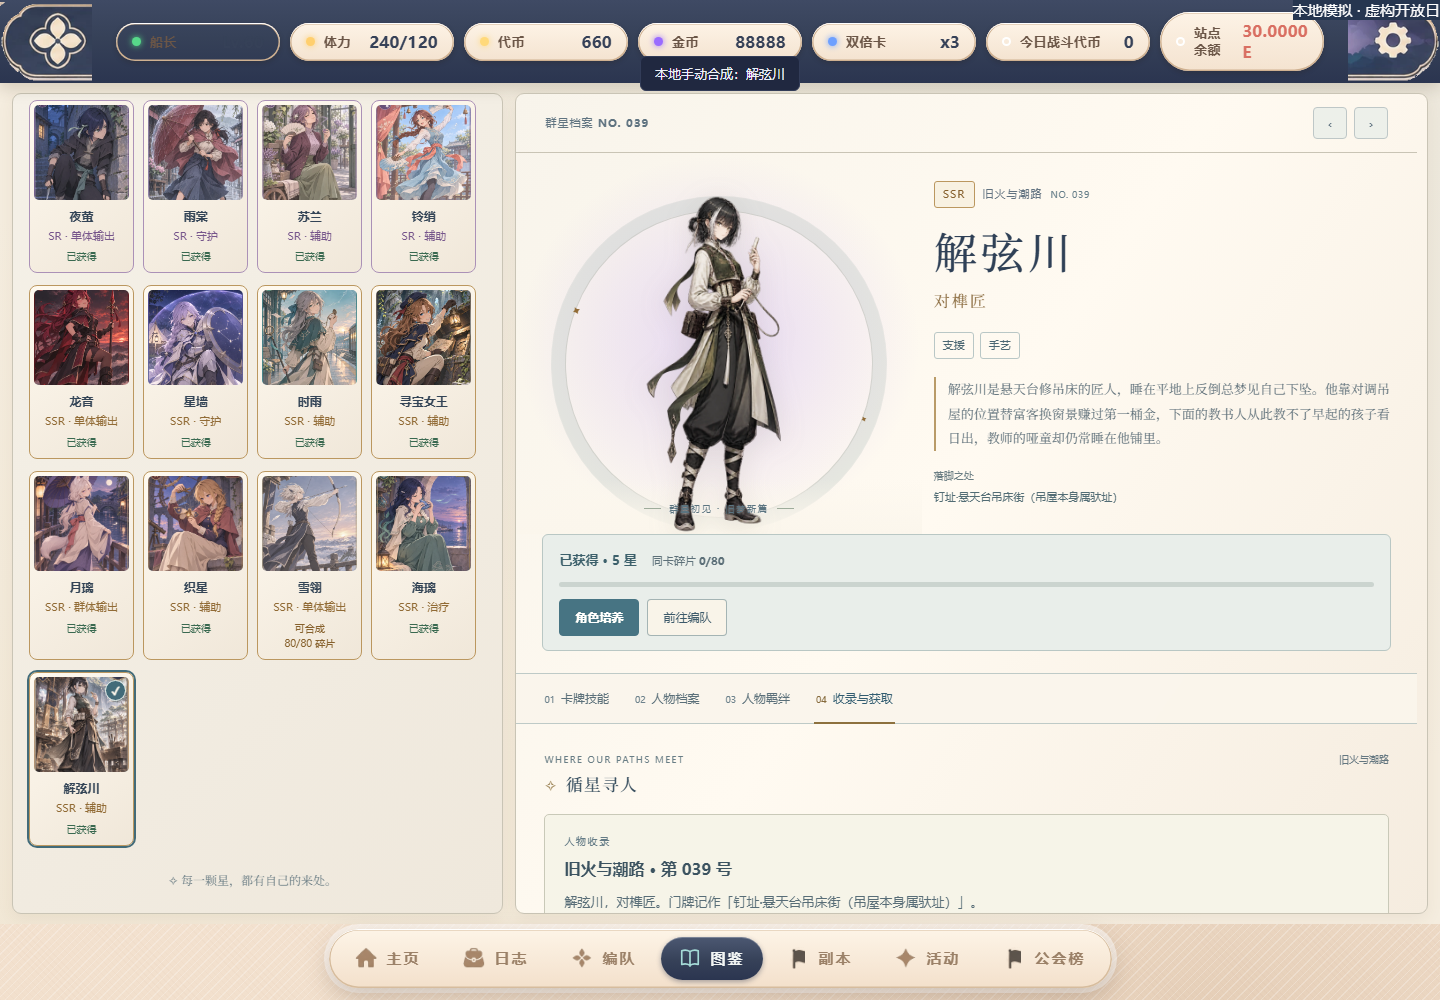 本地模拟 · 虚构开放日
船长
体力 240/120
代币 660
金币 88888
双倍卡 x3
今日战斗代币 0
站点余额 30.0000E
本地手动合成：解弦川
夜萤
SR · 单体输出
已获得
雨棠
SR · 守护
已获得
苏兰
SR · 辅助
已获得
铃绡
SR · 辅助
已获得
龙音
SSR · 单体输出
已获得
星墙
SSR · 守护
已获得
时雨
SSR · 辅助
已获得
寻宝女王
SSR · 辅助
已获得
月璃
SSR · 群体输出
已获得
织星
SSR · 辅助
已获得
雪翎
SSR · 单体输出
可合成
80/80 碎片
海璃
SSR · 治疗
已获得
解弦川
SSR · 辅助
已获得
✧ 每一颗星，都有自己的来处。
群星档案 NO. 039
‹ ›
SSR 旧火与潮路 NO. 039
解弦川
对榫匠
支援 手艺
解弦川是悬天台修吊床的匠人，睡在平地上反倒总梦见自己下坠。他靠对调吊
屋的位置替富客换窗景赚过第一桶金，下面的教书人从此教不了早起的孩子看
日出，教师的哑童却仍常睡在他铺里。
落脚之处
钉址·悬天台吊床街（吊屋本身属驮址）
初见 · 新篇
已获得 • 5 星 同卡碎片 0/80
角色培养 前往编队
01 卡牌技能 02 人物档案 03 人物羁绊 04 收录与获取
WHERE OUR PATHS MEET
旧火与潮路
✧ 循星寻人
人物收录
旧火与潮路 • 第 039 号
解弦川，对榫匠。门牌记作「钉址·悬天台吊床街（吊屋本身属驮址）」。
主页 日志 编队 图鉴 副本 活动 公会榜